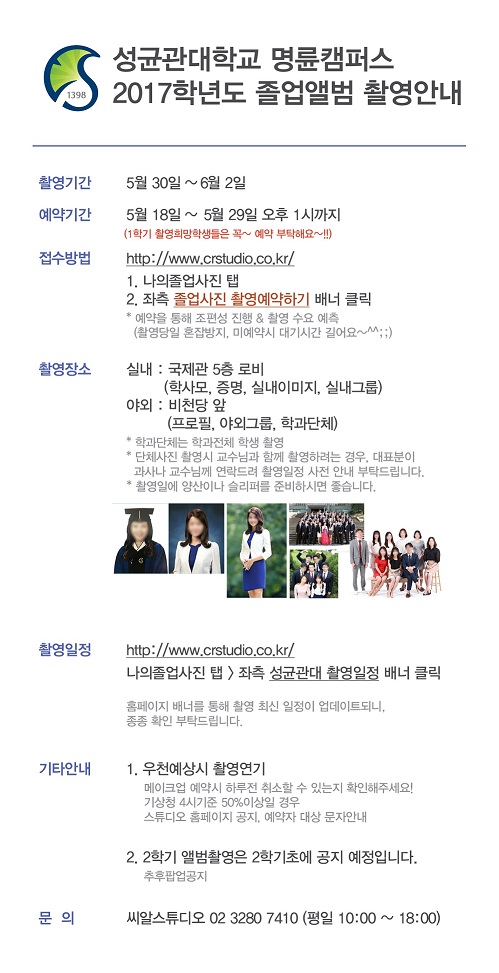 1398
성균관대학교 명륜캠퍼스
2017학년도 졸업앨범 촬영안내
촬영기간 5월 30일 ~ 6월 2일
예약기간 5월 18일 ~ 5월 29일 오후 1시까지
(1학기 촬영희망학생들은 꼭~ 예약 부탁해요~!!)
접수방법 http://www.crstudio.co.kr/
1. 나의졸업사진 탭
2. 좌측 졸업사진 촬영예약하기 배너 클릭
* 예약을 통해 조편성 진행 & 촬영 수요 예측
(촬영당일 혼잡방지, 미예약시 대기시간 길어요~^^;;)
촬영장소 실내 : 국제관 5층 로비
(학사모, 증명, 실내이미지, 실내그룹)
야외 : 비천당 앞
(프로필, 야외그룹, 학과단체)
* 학과단체는 학과전체 학생 촬영
* 단체사진 촬영시 교수님과 함께 촬영하려는 경우, 대표분이
과사나 교수님께 연락드려 촬영일정 사전 안내 부탁드립니다.
* 촬영일에 양산이나 슬리퍼를 준비하시면 좋습니다.
촬영일정 http://www.crstudio.co.kr/
나의졸업사진 탭 > 좌측 성균관대 촬영일정 배너 클릭
홈페이지 배너를 통해 촬영 최신 일정이 업데이트되니,
종종 확인 부탁드립니다.
기타안내 1. 우천예상시 촬영연기
메이크업 예약시 하루전 취소할 수 있는지 확인해주세요!
기상청 4시기준 50%이상일 경우
스튜디오 홈페이지 공지, 예약자 대상 문자안내
2. 2학기 앨범촬영은 2학기초에 공지 예정입니다.
추후팝업공지
문 의 씨알스튜디오 02 3280 7410 (평일 10:00 ~ 18:00)